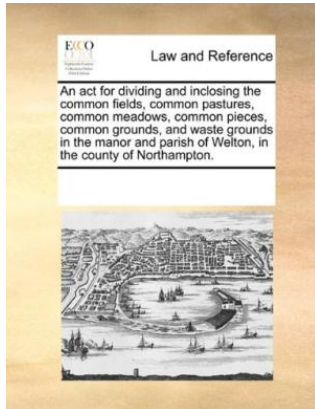 ECCO
Law and Reference
An act for dividing and inclosing the
common fields, common pastures,
common meadows, common pieces,
common grounds, and waste grounds
in the manor and parish of Welton, in
the county of Northampton.